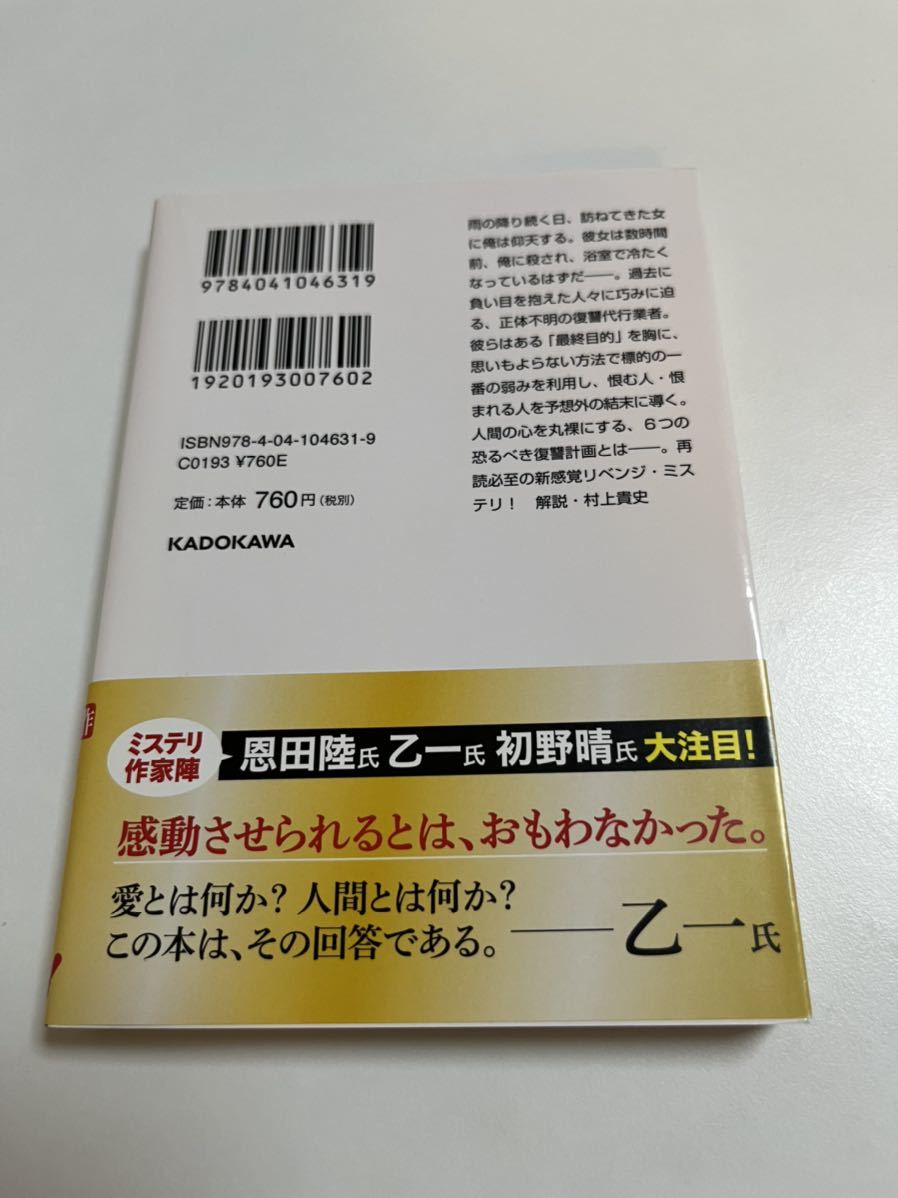 9784041046319
1920193007602
ISBN978-4-04-104631-9
C0193 ¥760E
定価:本体 760円(税別)
KADOKAWA
雨の降り続く日、訪ねてきた女
に俺は仰天する。彼女は数時間
前、俺に殺され、浴室で冷たく
なっているはずだ――。過去に
負い目を抱えた人々に巧みに迫
る、正体不明の復讐代行業者。
彼らはある「最終目的」を胸に、
思いもよらない方法で標的の一
番の弱みを利用し、恨む人・恨
まれる人を予想外の結末に導く。
人間の心を丸裸にする、6つの
恐るべき復讐計画とは――。再
読必至の新感覚リベンジ・ミス
テリ! 解説・村上貴史
作
ミステリ
作家陣
恩田陸氏 乙一氏 初野晴氏 大注目!
感動させられるとは、おもわなかった。
愛とは何か? 人間とは何か?
この本は、その回答である。――乙一氏